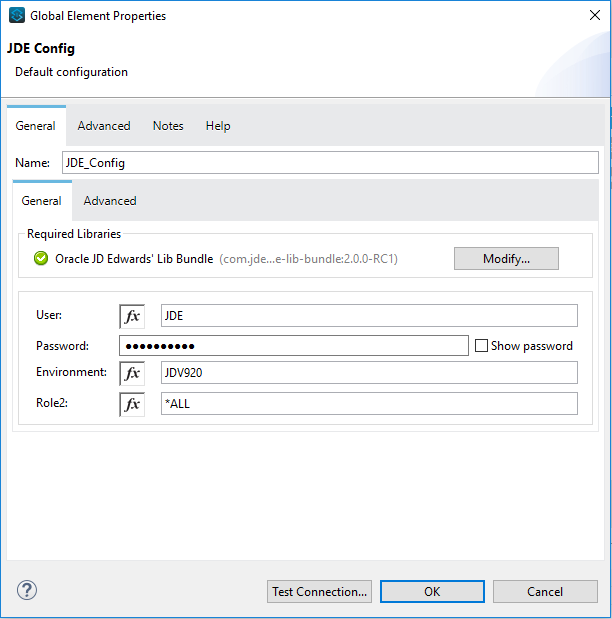 Global Element Properties
JDE Config
Default configuration
General Advanced Notes Help
Name: JDE_Config
General Advanced
Required Libraries
Oracle JD Edwards' Lib Bundle (com.jde...e-lib-bundle:2.0.0-RC1) Modify...
User: fx JDE
Password: ●●●●●●●●●● Show password
Environment: fx JDV920
Role2: fx *ALL
? Test Connection... OK Cancel